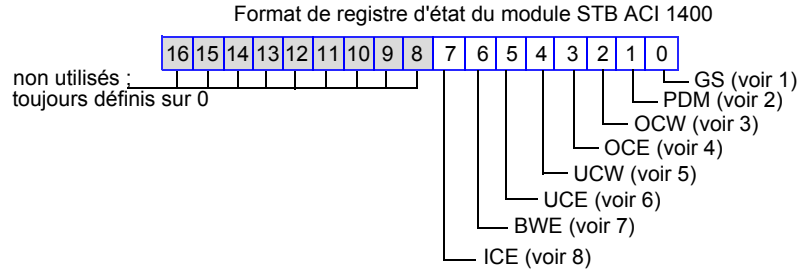 Format de registre d'état du module STB ACI 1400
16 15 14 13 12 11 10 9 8 7 6 5 4 3 2 1 0
non utilisés ;
toujours définis sur 0
GS (voir 1)
PDM (voir 2)
OCW (voir 3)
OCE (voir 4)
UCW (voir 5)
UCE (voir 6)
BWE (voir 7)
ICE (voir 8)